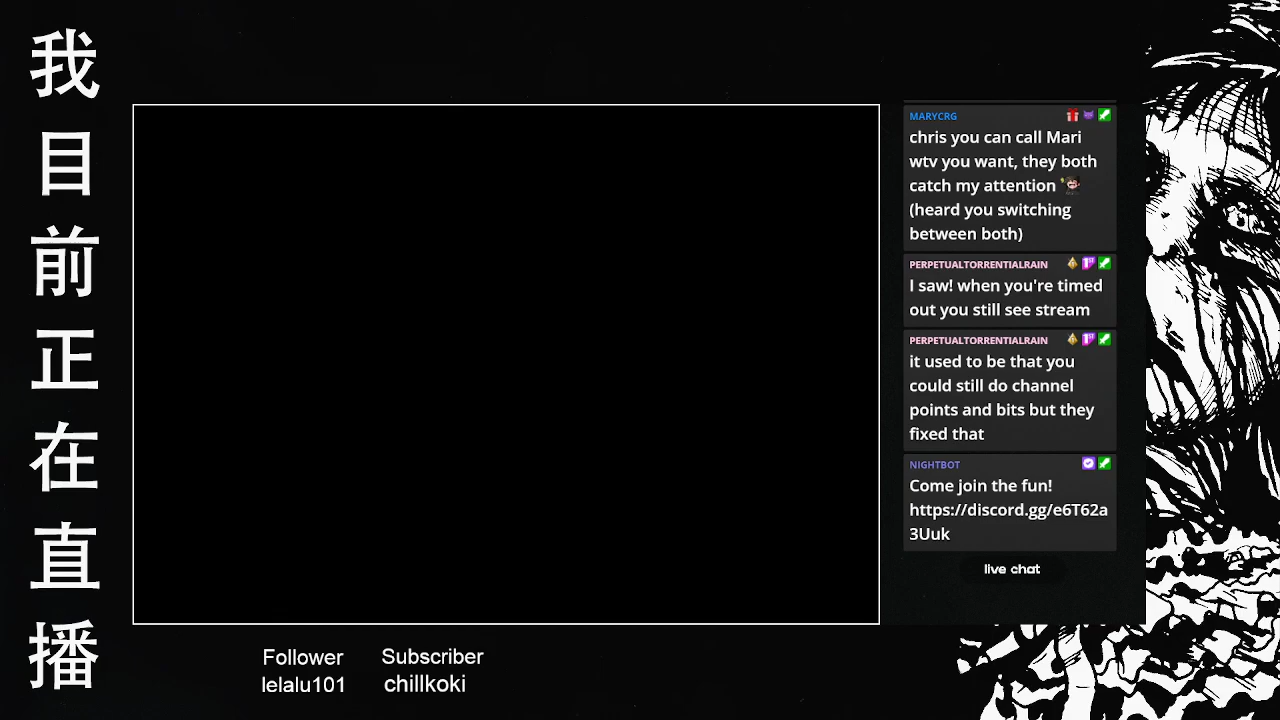 我目前正在直播
MARYCRG
chris you can call Mari
wtv you want, they both
catch my attention
(heard you switching
between both)
PERPETUALTORRENTIALRAIN
I saw! when you're timed
out you still see stream
PERPETUALTORRENTIALRAIN
it used to be that you
could still do channel
points and bits but they
fixed that
NIGHTBOT
Come join the fun!
https://discord.gg/e6T62a
3Uuk
live chat
Follower
lelalu101
Subscriber
chillkoki